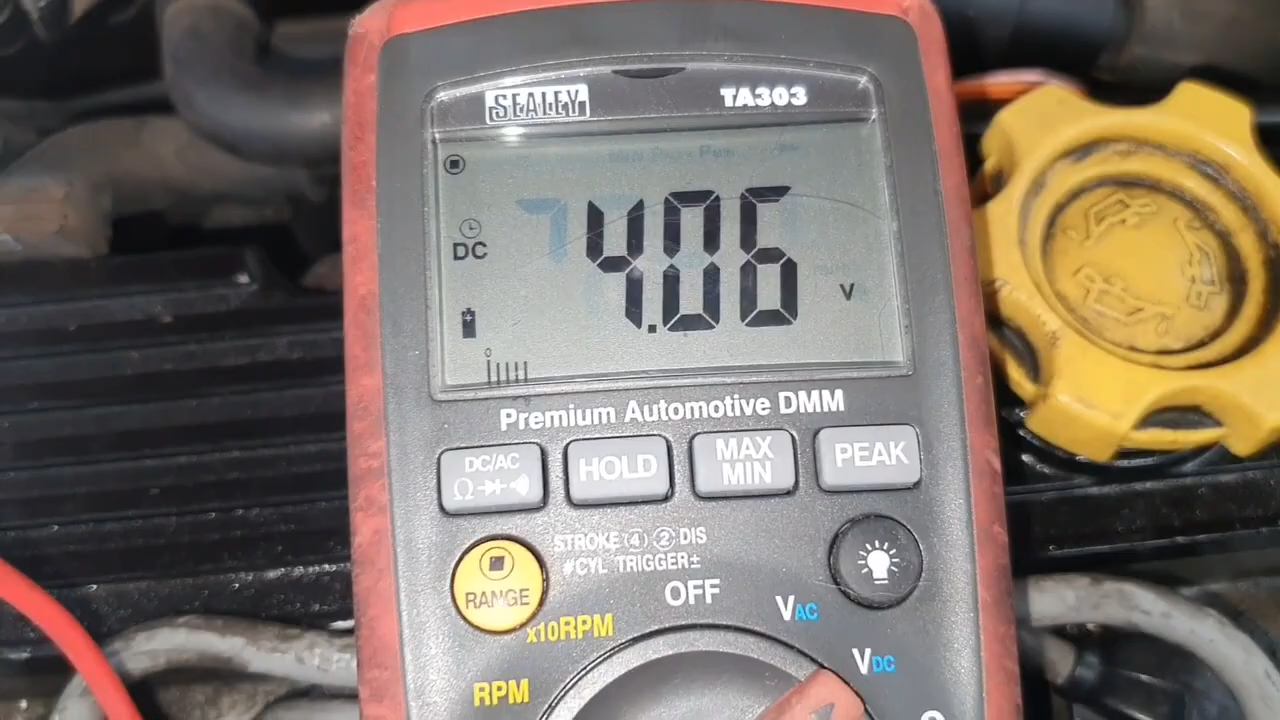 SEALEY
TA303
DC
4.06
V
0
Premium Automotive DMM
DC/AC
Ω
HOLD
MAX
MIN
PEAK
STROKE ④ ② DIS
#CYL TRIGGER±
RANGE
OFF
x10RPM
VAC
VDC
RPM